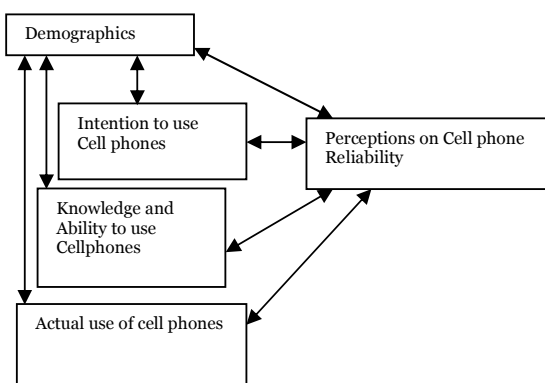 Demographics
Intention to use
Cell phones
Perceptions on Cell phone
Reliability
Knowledge and
Ability to use
Cellphones
Actual use of cell phones